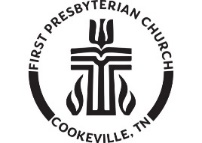 FIRST PRESBYTERIAN CHURCH
COOKEVILLE, TN